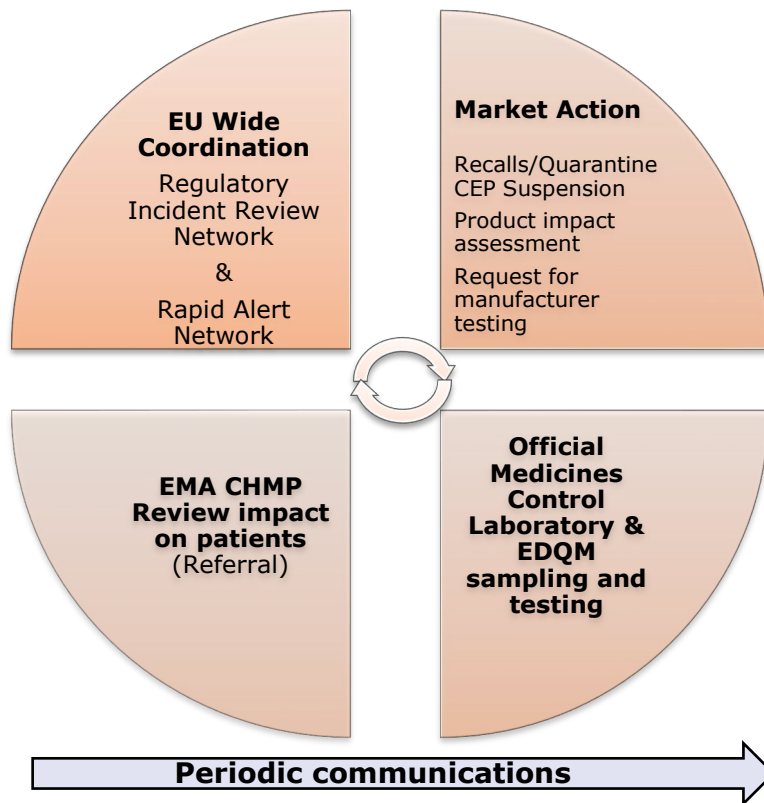 EU Wide
Coordination
Regulatory
Incident Review
Network
&
Rapid Alert
Network
Market Action
Recalls/Quarantine
CEP Suspension
Product impact
assessment
Request for
manufacturer
testing
EMA CHMP
Review impact
on patients
(Referral)
Official
Medicines
Control
Laboratory &
EDQM
sampling and
testing
Periodic communications